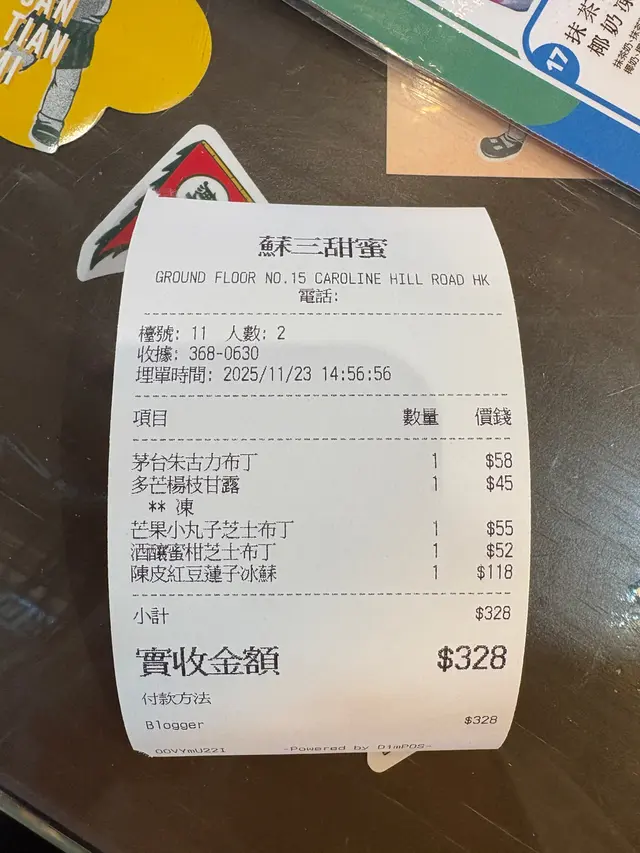 SAN
TIAN
17
抹茶
椰奶凍
蘇三甜蜜
GROUND FLOOR NO.15 CAROLINE HILL ROAD HK
電話:
檯號: 11 人數: 2
收據: 368-0630
埋單時間: 2025/11/23 14:56:56
項目 數量 價錢
茅台朱古力布丁 1 $58
多芒楊枝甘露 1 $45
** 凍
芒果小丸子芝士布丁 1 $55
酒釀蜜柑芝士布丁 1 $52
陳皮紅豆蓮子冰蘇 1 $118
小計 $328
實收金額 $328
付款方法
Blogger $328
OOVYmU22I -Powered by DimPOS-